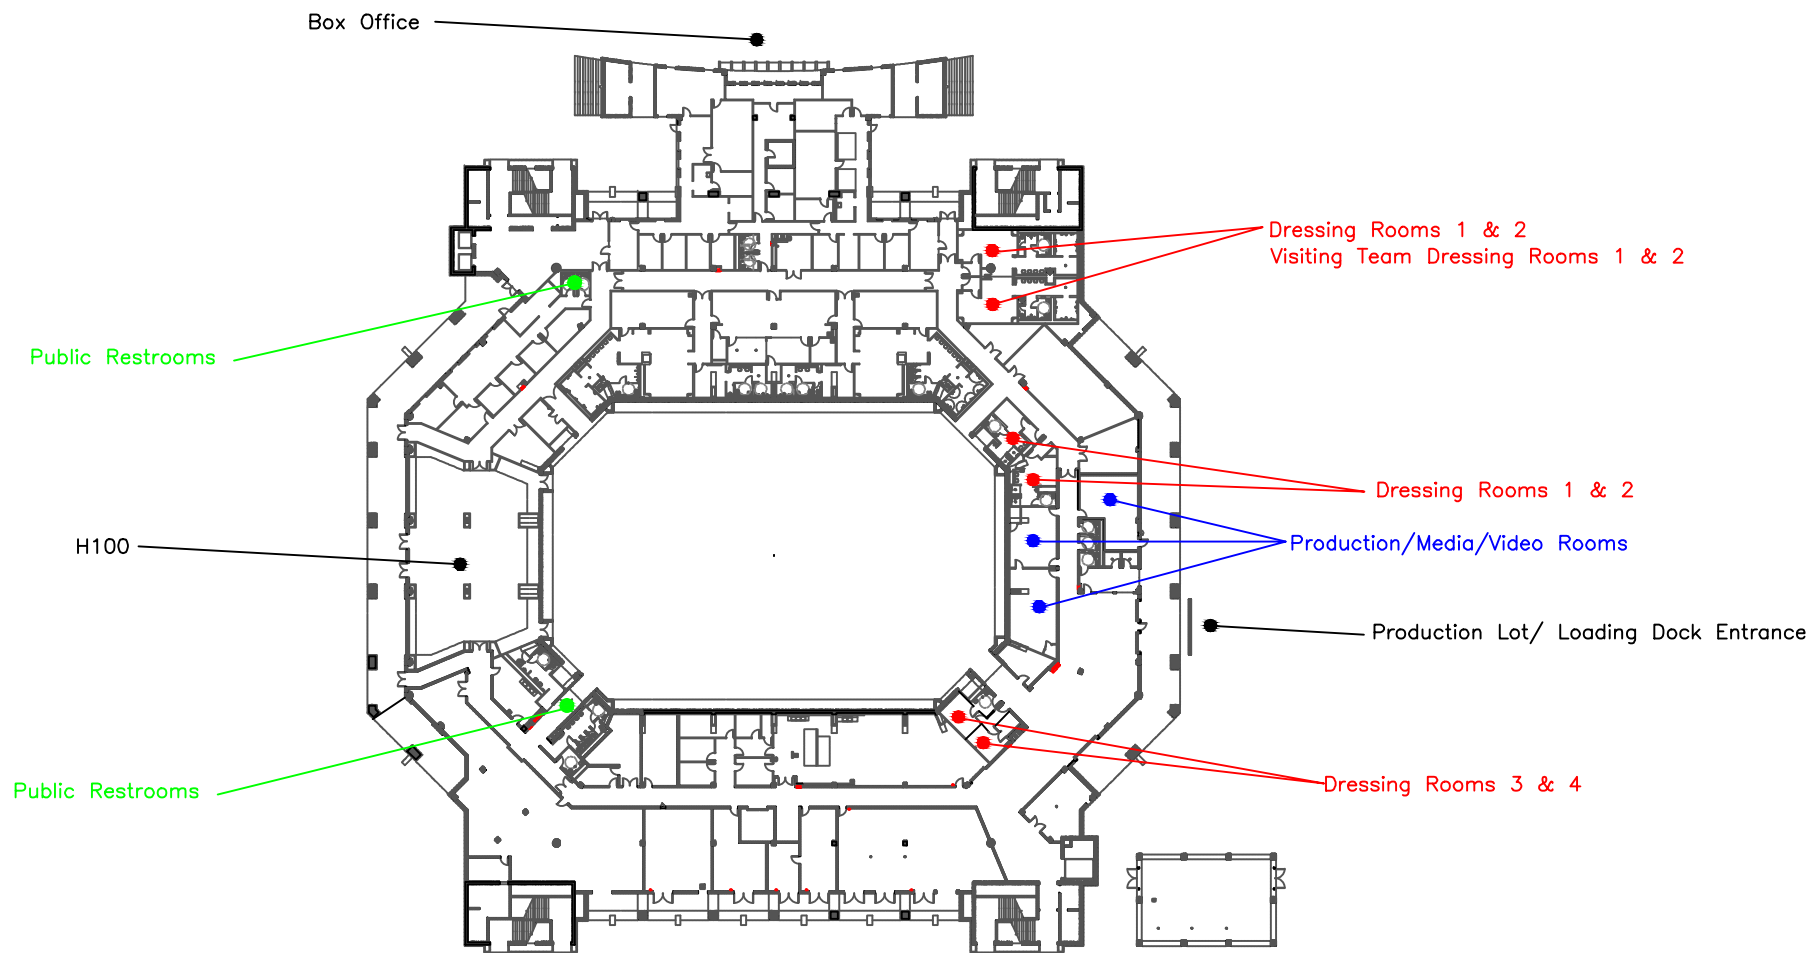 Box Office
Dressing Rooms 1 & 2
Visiting Team Dressing Rooms 1 & 2
Public Restrooms
Dressing Rooms 1 & 2
H100
Production/Media/Video Rooms
Production Lot/ Loading Dock Entrance
Public Restrooms
Dressing Rooms 3 & 4